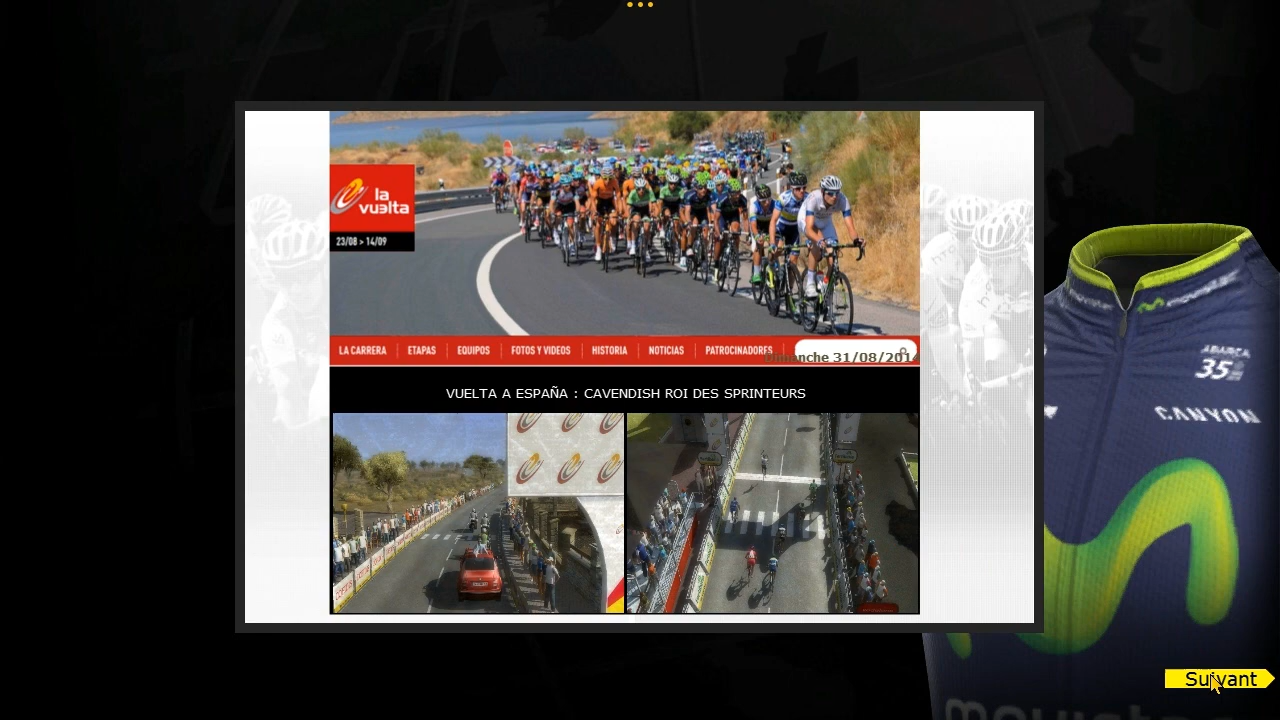 la
vuelta
23/08 > 14/09
LA CARRERA
ETAPAS
EQUIPOS
FOTOS Y VIDEOS
HISTORIA
NOTICIAS
PATROCINADORES
Dimanche 31/08/2014
VUELTA A ESPAÑA : CAVENDISH ROI DES SPRINTEURS
movistar
ABARCA
35
CANYON
movistar
Suivant